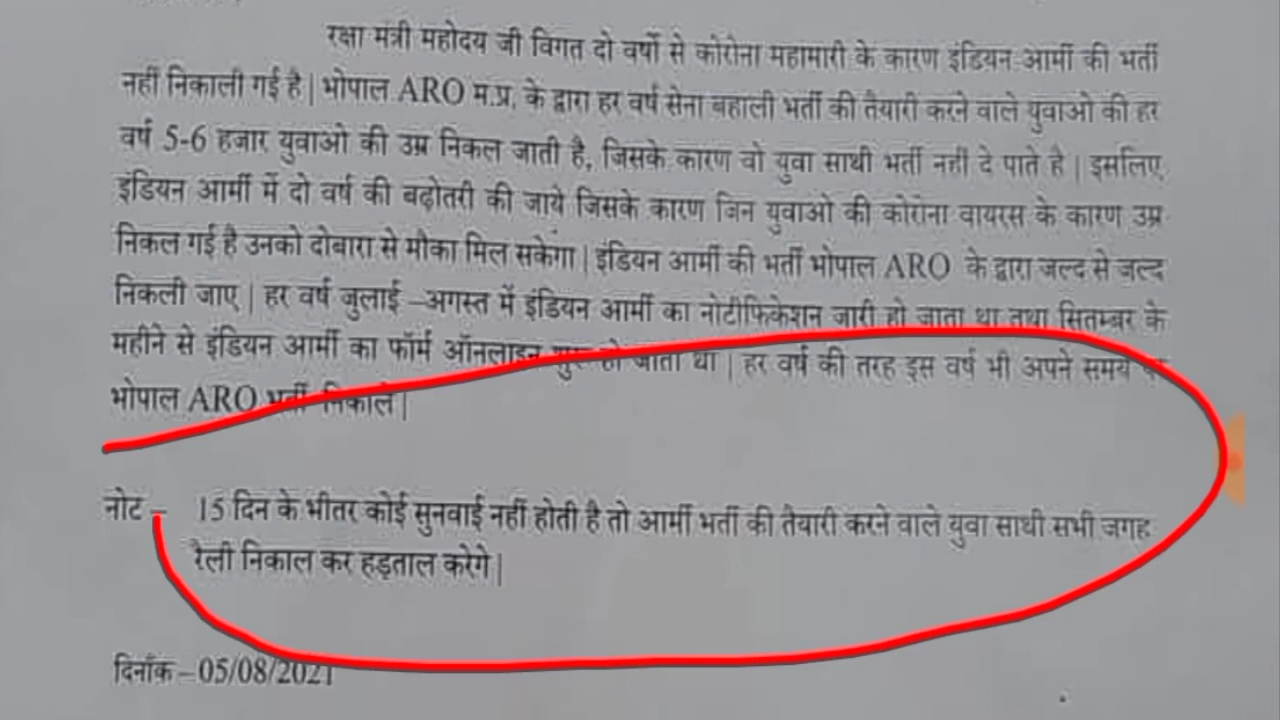 रक्षा मंत्री महोदय जी विगत दो वर्षो से कोरोना महामारी के कारण इंडियन आर्मी की भर्ती
नहीं निकाली गई है | भोपाल ARO म.प्र. के द्वारा हर वर्ष सेना बहाली भर्ती की तैयारी करने वाले युवाओ की हर
वर्ष 5-6 हजार युवाओ की उम्र निकल जाती है, जिसके कारण वो युवा साथी भर्ती नहीं दे पाते है | इसलिए
इंडियन आर्मी में दो वर्ष की बढ़ोतरी की जाये जिसके कारण जिन युवाओ की कोरोना वायरस के कारण उम्र
निकल गई है उनको दोबारा से मौका मिल सकेगा | इंडियन आर्मी की भर्ती भोपाल ARO के द्वारा जल्द से जल्द
निकली जाए | हर वर्ष जुलाई –अगस्त में इंडियन आर्मी का नोटीफिकेशन जारी हो जाता था तथा सितम्बर के
महीने से इंडियन आर्मी का फॉर्म ऑनलाइन शुरू हो जाता था | हर वर्ष की तरह इस वर्ष भी अपने समय
भोपाल ARO भर्ती निकाले |
नोट – 15 दिन के भीतर कोई सुनवाई नहीं होती है तो आर्मी भर्ती की तैयारी करने वाले युवा साथी सभी जगह
रैली निकाल कर हड़ताल करेगे |
दिनाँक – 05/08/2021